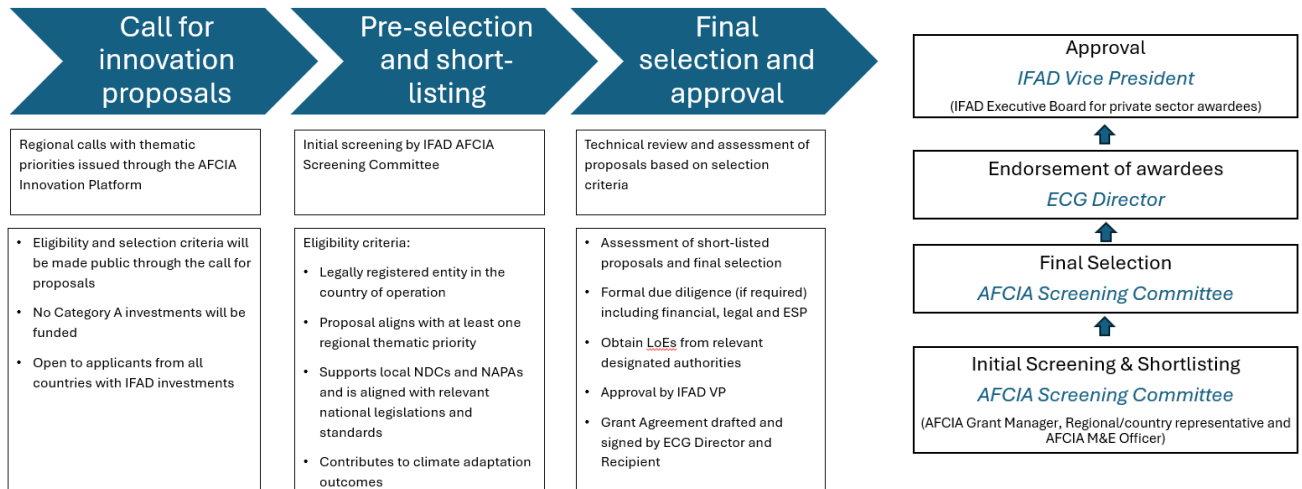 Call for
innovation
proposals
Regional calls with thematic
priorities issued through the AFCIA
Innovation Platform
• Eligibility and selection criteria will
be made public through the call for
proposals
• No Category A investments will be
funded
• Open to applicants from all
countries with IFAD investments
Pre-selection
and short-
listing
Initial screening by IFAD AFCIA
Screening Committee
Eligibility criteria:
• Legally registered entity in the
country of operation
• Proposal aligns with at least one
regional thematic priority
• Supports local NDCs and NAPAs
and is aligned with relevant
national legislations and
standards
• Contributes to climate adaptation
outcomes
Final
selection and
approval
Technical review and assessment of
proposals based on selection
criteria
• Assessment of short-listed
proposals and final selection
• Formal due diligence (if required)
including financial, legal and ESP
• Obtain LoEs from relevant
designated authorities
• Approval by IFAD VP
• Grant Agreement drafted and
signed by ECG Director and
Recipient
Approval
IFAD Vice President
(IFAD Executive Board for private sector awardees)
Endorsement of awardees
ECG Director
Final Selection
AFCIA Screening Committee
Initial Screening & Shortlisting
AFCIA Screening Committee
(AFCIA Grant Manager, Regional/country representative and
AFCIA M&E Officer)